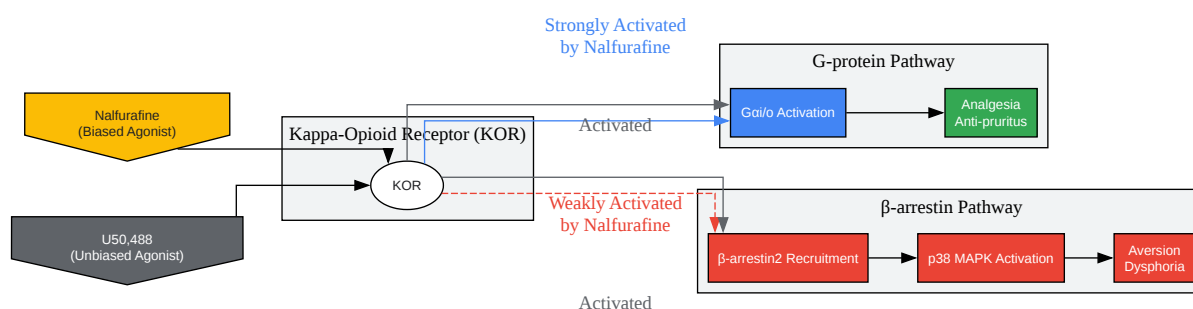 Strongly Activated
by Nalfurafine
G-protein Pathway
Gαi/o Activation
Analgesia
Anti-pruritus
Nalfurafine
(Biased Agonist)
Activated
Kappa-Opioid Receptor (KOR)
KOR
Weakly Activated
by Nalfurafine
β-arrestin Pathway
U50,488
(Unbiased Agonist)
β-arrestin2 Recruitment
p38 MAPK Activation
Aversion
Dysphoria
Activated